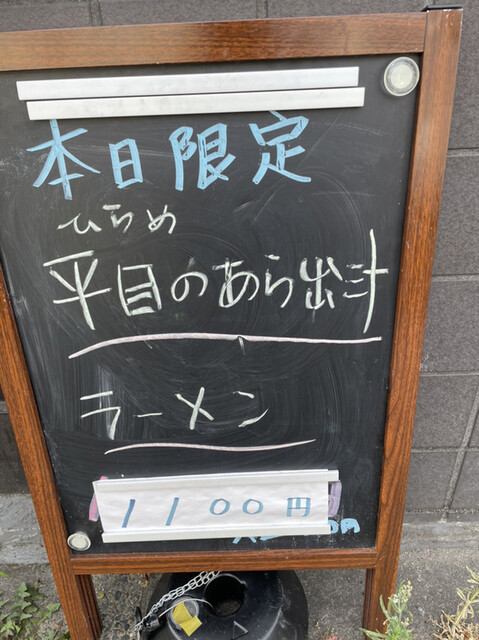 本日限定
ひらめ
平目のあら出汁
ラーメン
1100円